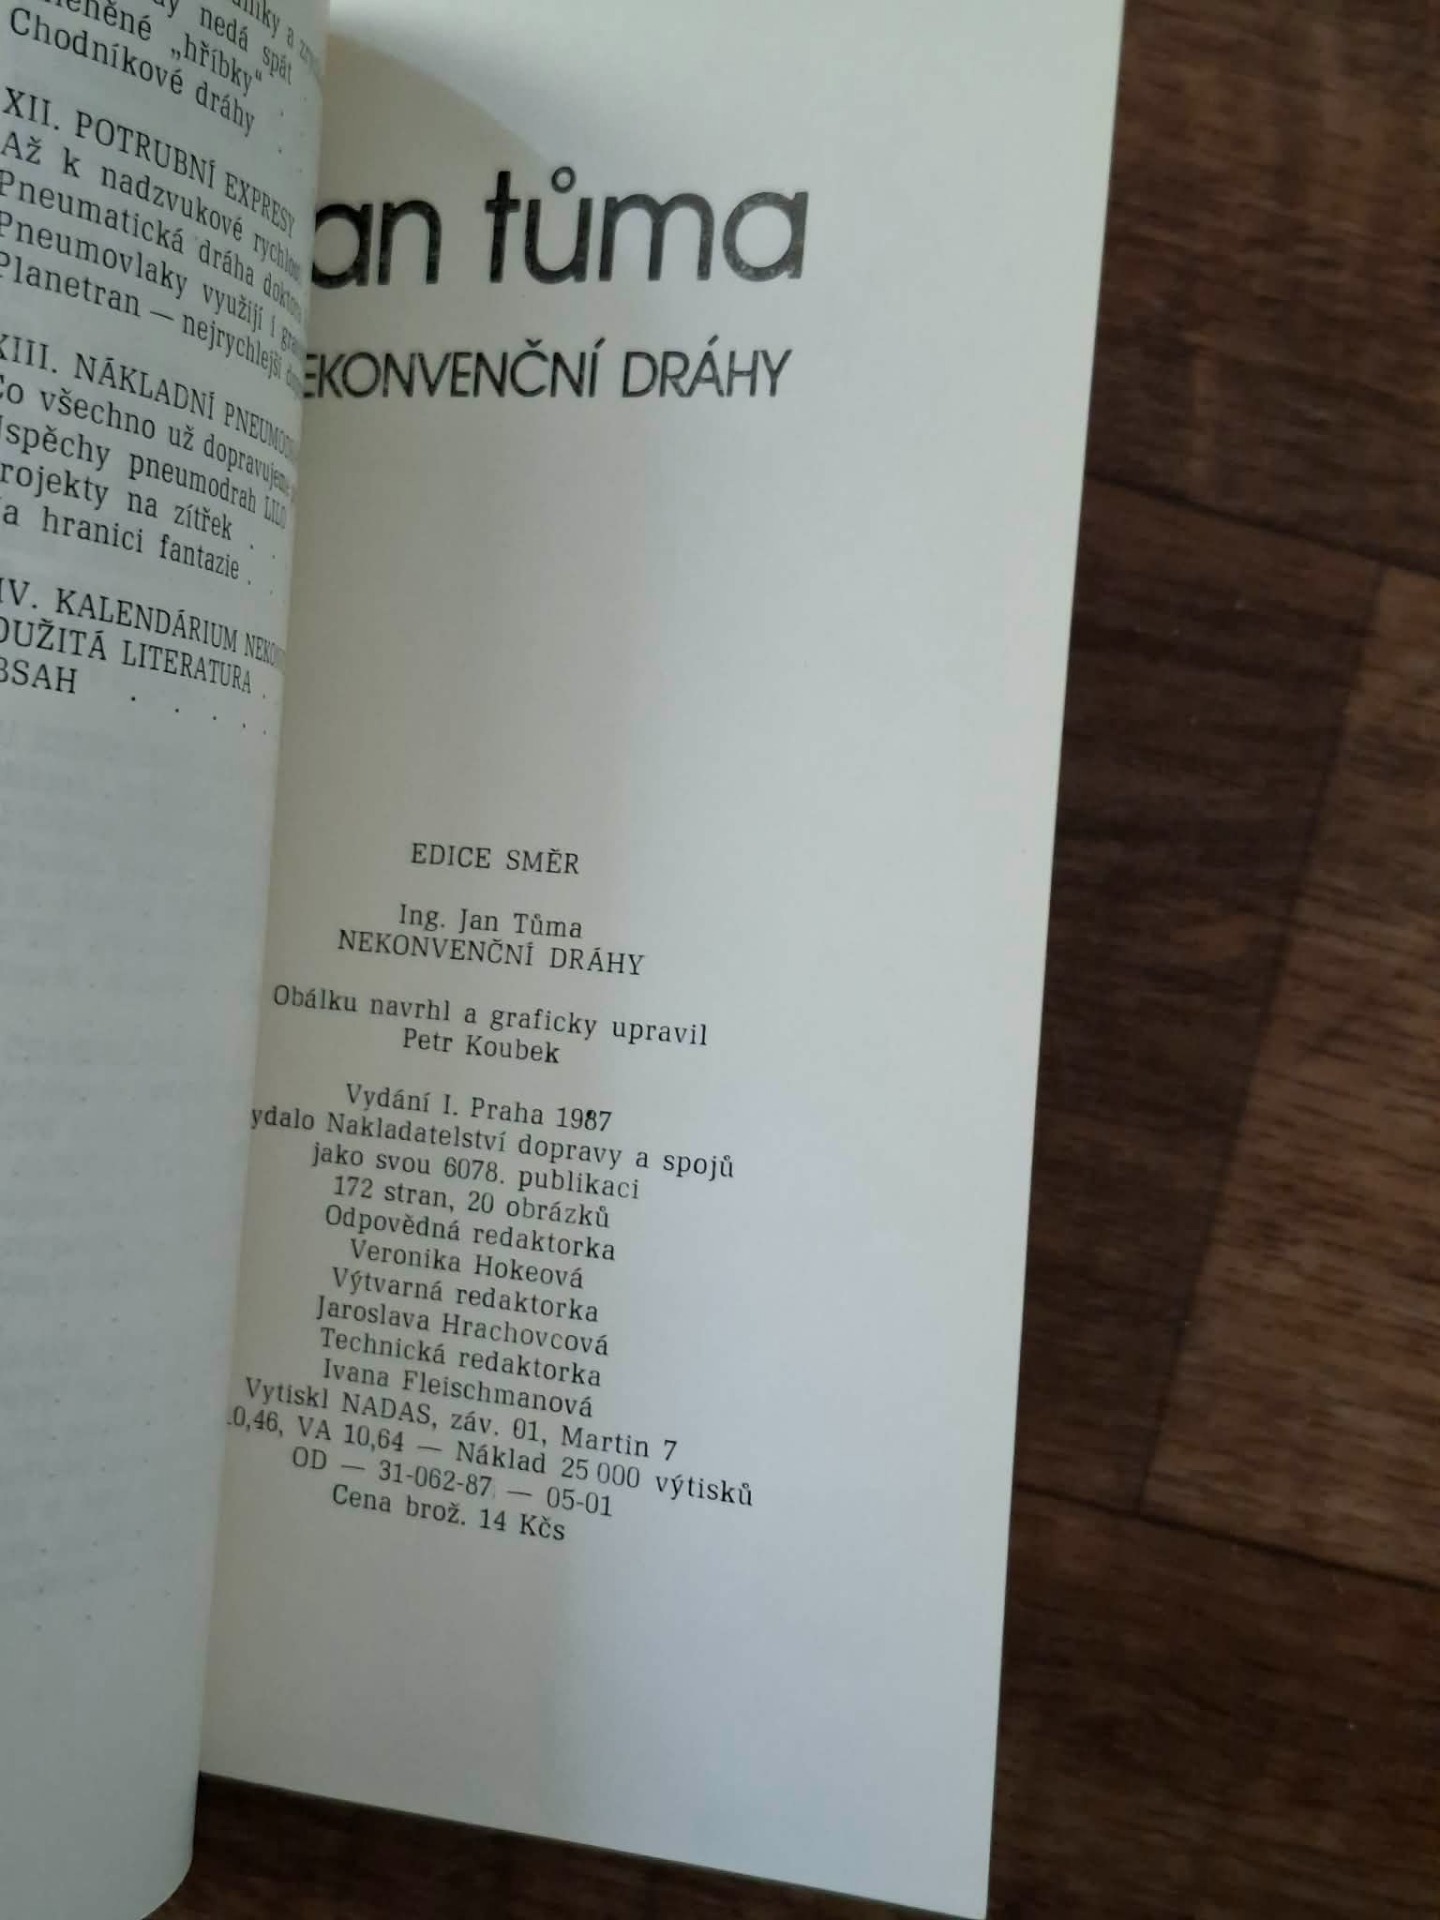 nedá spát
„hříbky“
Chodníkové dráhy
XII. POTRUBNÍ EXPRESY
Až k nadzvukové
Pneumatická dráha doktora
Pneumovlaky využijí i
Planetran — nejrychlejší
XIII. NÁKLADNÍ
Co všechno už dopravujeme
Úspěchy pneumodrah LILO
rojekty na zítřek . .
a hranici fantazie . .
IV. KALENDÁRIUM
OUŽITÁ LITERATURA .
BSAH . . . . .
an tůma
EKONVENČNÍ DRÁHY
EDICE SMĚR
Ing. Jan Tůma
NEKONVENČNÍ DRÁHY
Obálku navrhl a graficky upravil
Petr Koubek
Vydání I. Praha 1987
ydalo Nakladatelství dopravy a spojů
jako svou 6078. publikaci
172 stran, 20 obrázků
Odpovědná redaktorka
Veronika Hokeová
Výtvarná redaktorka
Jaroslava Hrachovcová
Technická redaktorka
Ivana Fleischmanová
Vytiskl NADAS, záv. 01, Martin 7
0,46, VA 10,64 — Náklad 25 000 výtisků
OD — 31-062-87 — 05-01
Cena brož. 14 Kčs